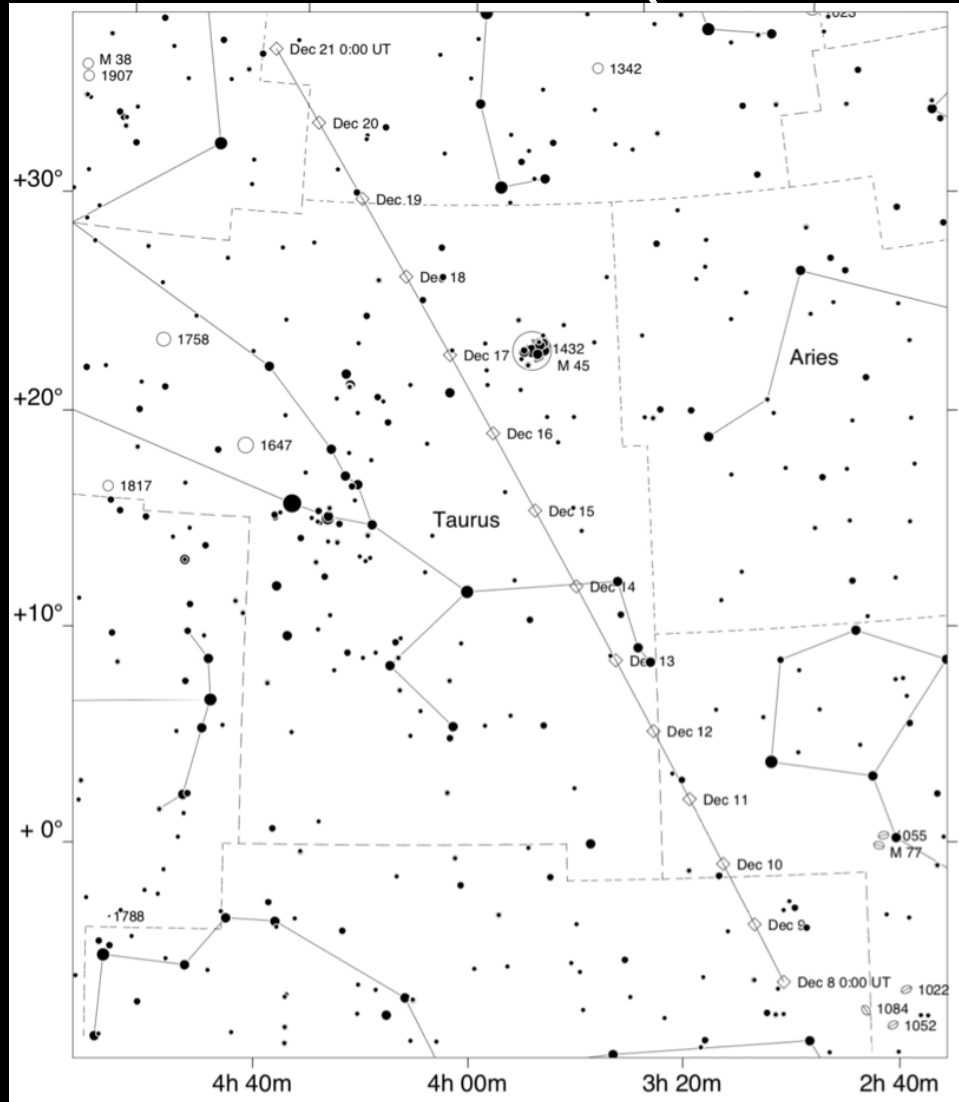 1023
Dec 21 0:00 UT
M 38
1907
1342
Dec 20
+30°
Dec 19
Dec 18
1758
Dec 17
1432
M 45
Aries
+20°
Dec 16
1647
1817
Taurus
Dec 15
Dec 14
+10°
Dec 13
Dec 12
Dec 11
+ 0°
1055
M 77
Dec 10
1788
Dec 9
Dec 8 0:00 UT
1022
1084
1052
4h 40m
4h 00m
3h 20m
2h 40m